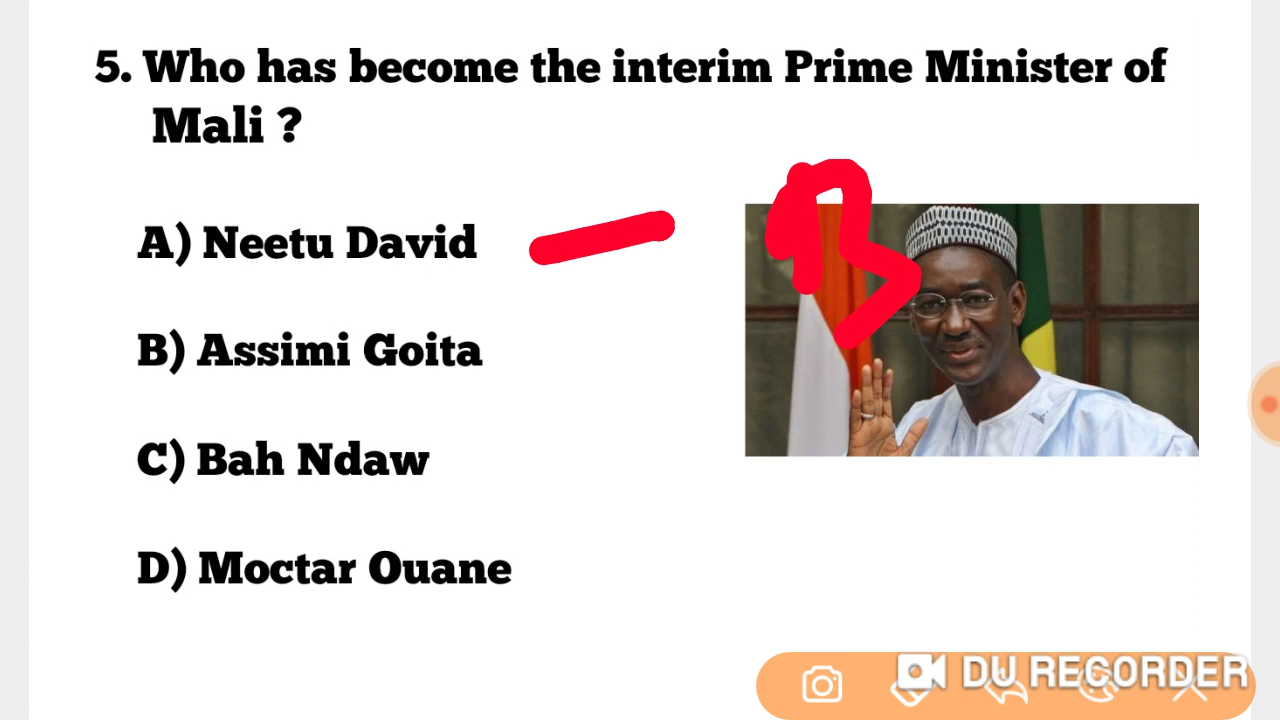 5. Who has become the interim Prime Minister of
Mali ?
A) Neetu David
B) Assimi Goita
C) Bah Ndaw
D) Moctar Ouane
DU RECORDER